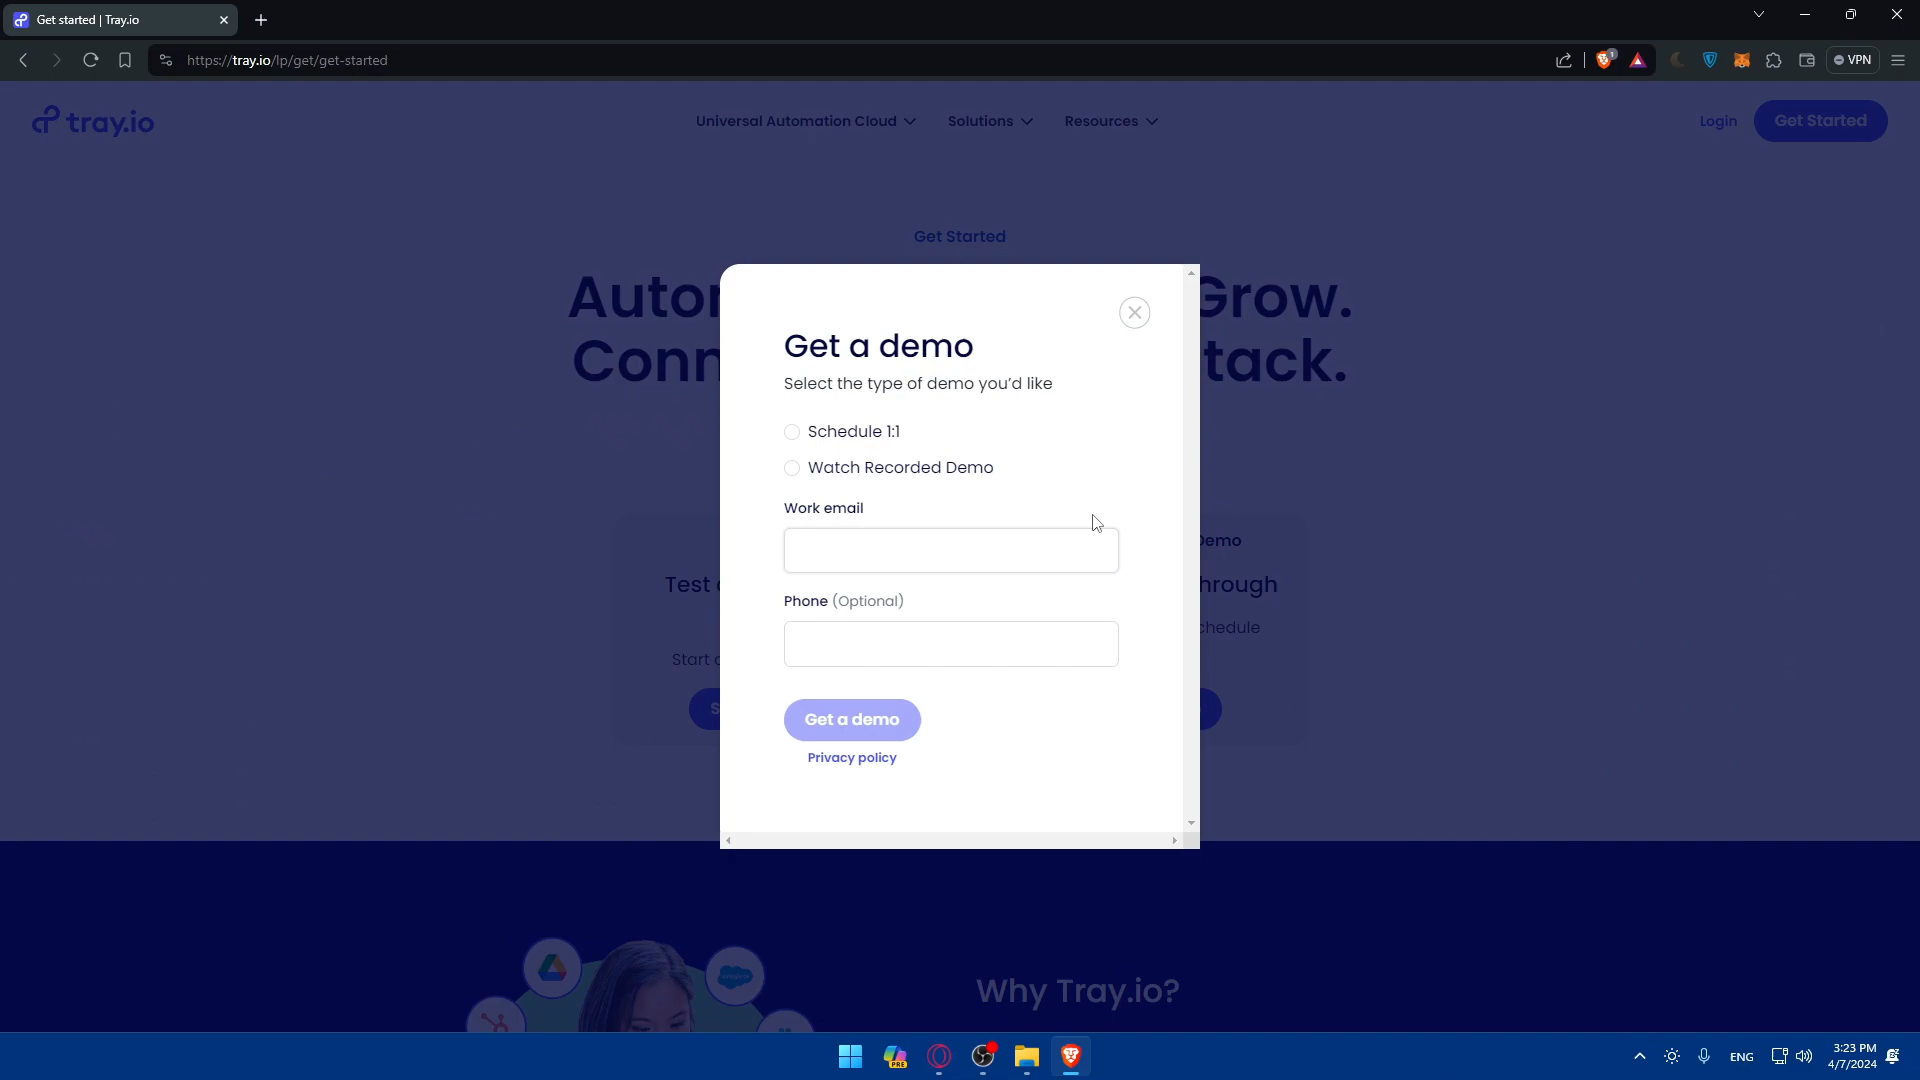 Get started | Tray.io
https://tray.io/lp/get/get-started
VPN
tray.io
Universal Automation Cloud
Solutions
Resources
Login
Get Started
Get Started
Grow.
tack.
Get a demo
Select the type of demo you'd like
Schedule 1:1
Watch Recorded Demo
Work email
Phone (Optional)
Get a demo
Privacy policy
Test
Demo
hrough
chedule
Start
Why Tray.io?
PRE
ENG
3:23 PM
4/7/2024